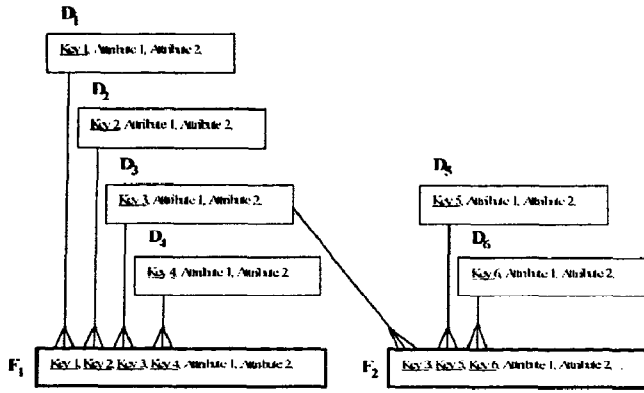 D1
Key 1, Attribute 1, Attribute 2,
D2
Key 2, Attribute 1, Attribute 2,
D3
Key 3, Attribute 1, Attribute 2,
D4
Key 4, Attribute 1, Attribute 2,
D5
Key 5, Attribute 1, Attribute 2,
D6
Key 6, Attribute 1, Attribute 2,
F1
Key 1, Key 2, Key 3, Key 4, Attribute 1, Attribute 2,
F2
Key 3, Key 5, Key 6, Attribute 1, Attribute 2,